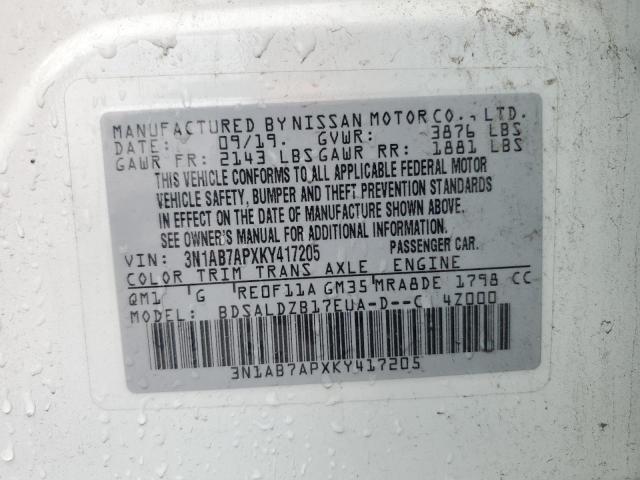 MANUFACTURED BY NISSAN MOTOR CO., LTD.
DATE: 09/19. GVWR: 3876 LBS
GAWR FR: 2143 LBS GAWR RR: 1881 LBS
THIS VEHICLE CONFORMS TO ALL APPLICABLE FEDERAL MOTOR
VEHICLE SAFETY, BUMPER AND THEFT PREVENTION STANDARDS
IN EFFECT ON THE DATE OF MANUFACTURE SHOWN ABOVE.
SEE OWNER'S MANUAL FOR ADDITIONAL INFORMATION.
VIN: 3N1AB7APXKY417205 PASSENGER CAR.
COLOR TRIM TRANS AXLE ENGINE
QM1 G RE0F11A GM35 MRA8DE 1798 CC
MODEL: BDSALDZB17EUA-D--C 4Z000
3N1AB7APXKY417205